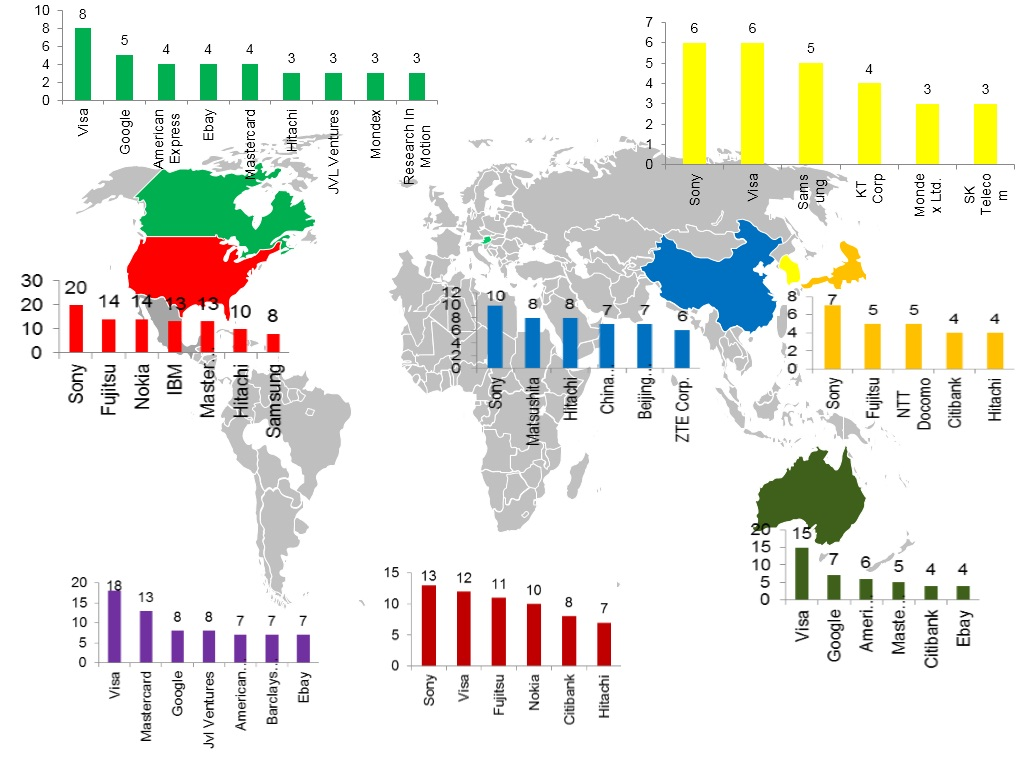 10
8
6
4
2
0
8
5
4
4
4
3
3
3
3
Visa
Google
American
Express
Ebay
Mastercard
Hitachi
JVL Ventures
Mondex
Research In
Motion
7
6
5
4
3
2
1
0
6
6
5
4
3
3
Sony
Visa
Sams
ung
KT
Corp
Monde
x Ltd.
SK
Teleco
m
30
20
10
0
20
14
14
13
13
10
8
Sony
Fujitsu
Nokia
IBM
Master...
Hitachi
Samsung
12
10
8
6
4
2
0
10
8
8
7
7
6
Sony
Matsushita
Hitachi
China...
Beijing...
ZTE Corp.
8
6
4
2
0
7
5
5
4
4
Sony
Fujitsu
NTT
Docomo
Citibank
Hitachi
20
15
10
5
0
15
7
6
5
4
4
Visa
Google
Ameri...
Maste...
Citibank
Ebay
20
15
10
5
0
18
13
8
8
7
7
7
Visa
Mastercard
Google
Jvl Ventures
American...
Barclays...
Ebay
15
10
5
0
13
12
11
10
8
7
Sony
Visa
Fujitsu
Nokia
Citibank
Hitachi